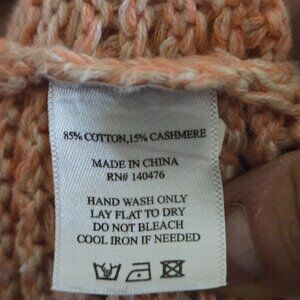 85% COTTON,15% CASHMERE
MADE IN CHINA
RN# 140476
HAND WASH ONLY
LAY FLAT TO DRY
DO NOT BLEACH
COOL IRON IF NEEDED